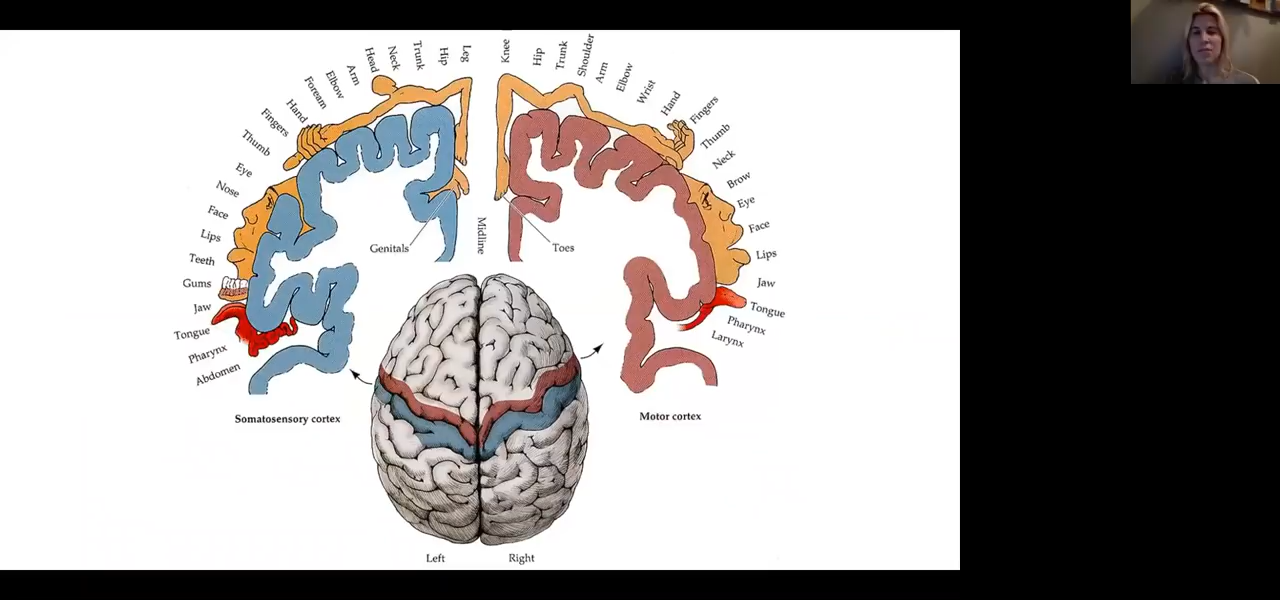 Leg
Hip
Trunk
Neck
Head
Arm
Elbow
Foream
Hand
Fingers
Thumb
Eye
Nose
Face
Lips
Teeth
Gums
Jaw
Tongue
Pharynx
Abdomen
Genitals
Midline
Toes
Knee
Hip
Trunk
Shoulder
Arm
Elbow
Wrist
Hand
Fingers
Thumb
Neck
Brow
Eye
Face
Lips
Jaw
Tongue
Pharynx
Larynx
Somatosensory cortex
Motor cortex
Left
Right